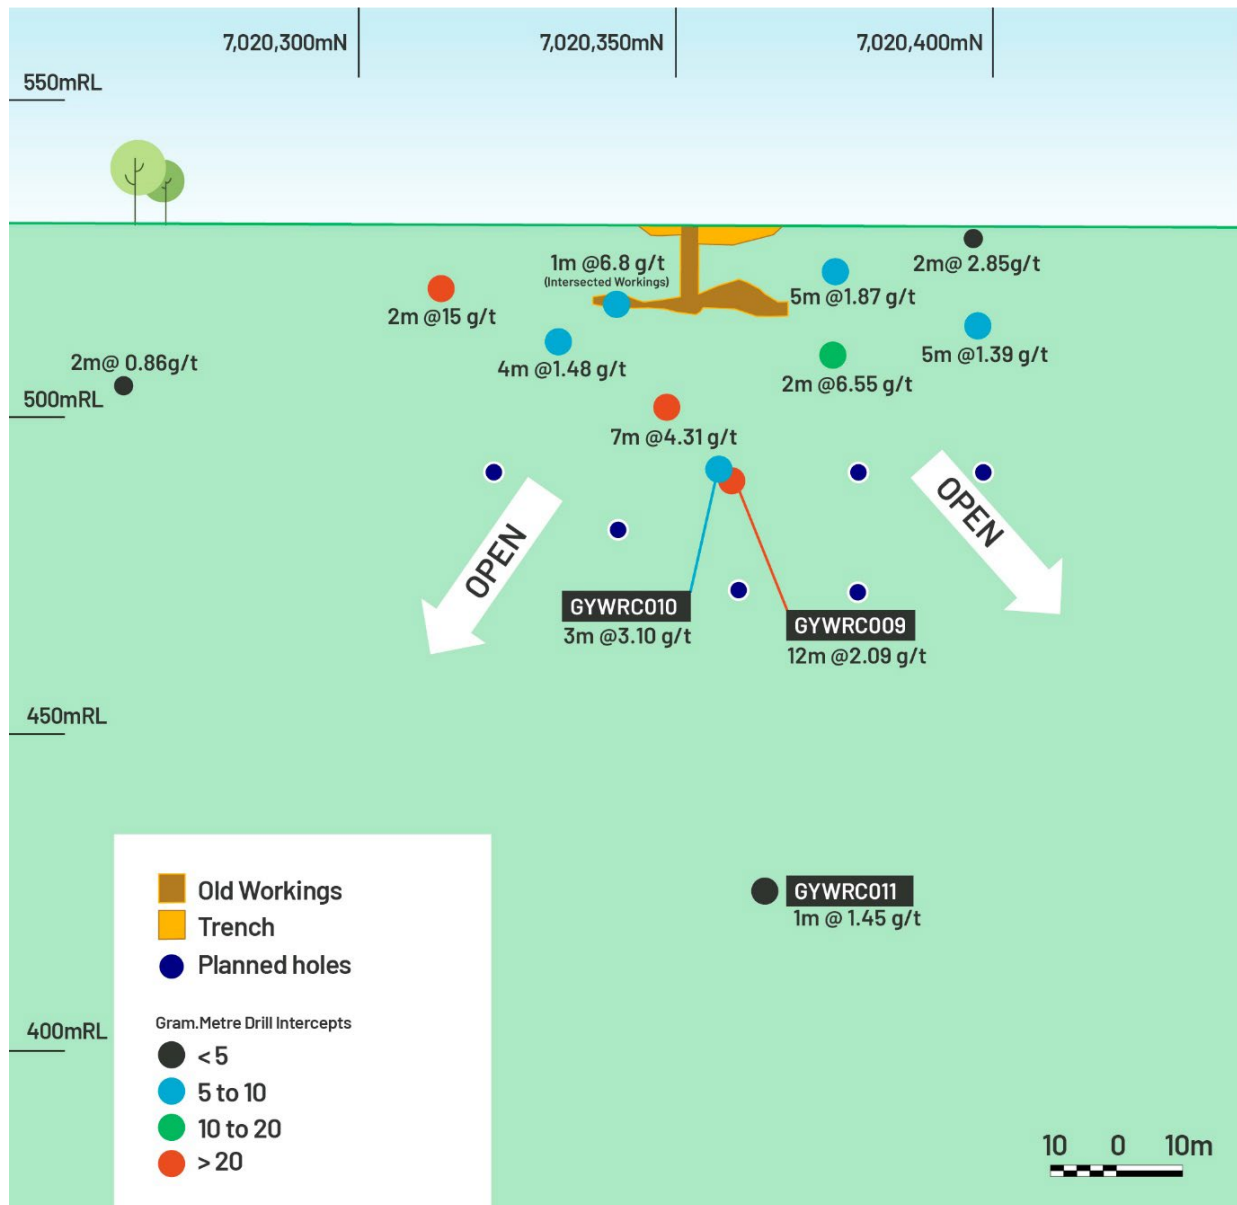 7,020,300mN
7,020,350mN
7,020,400mN
550mRL
1m @6.8 g/t
(Intersected Workings)
2m@ 2.85g/t
5m @1.87 g/t
2m @15 g/t
2m@ 0.86g/t
4m @1.48 g/t
5m @1.39 g/t
2m @6.55 g/t
500mRL
7m @4.31 g/t
OPEN
OPEN
GYWRC010
3m @3.10 g/t
GYWRC009
12m @2.09 g/t
450mRL
GYWRC011
1m @ 1.45 g/t
Old Workings
Trench
Planned holes
Gram.Metre Drill Intercepts
< 5
5 to 10
10 to 20
> 20
400mRL
10 0 10m